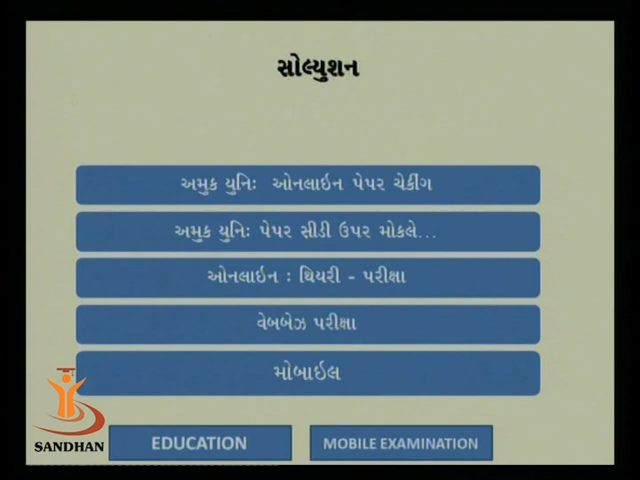 સોલ્યુશન
અમુક યુનિઃ ઓનલાઇન પેપર ચેકીંગ
અમુક યુનિઃ પેપર સીડી ઉપર મોકલે...
ઓનલાઇન : થિયરી - પરીક્ષા
વેબબેઝ પરીક્ષા
મોબાઇલ
SANDHAN
EDUCATION
MOBILE EXAMINATION